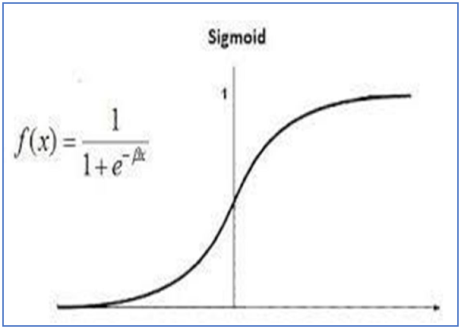 Sigmoid
1
f(x) = 1 / (1 + e^{-βx})